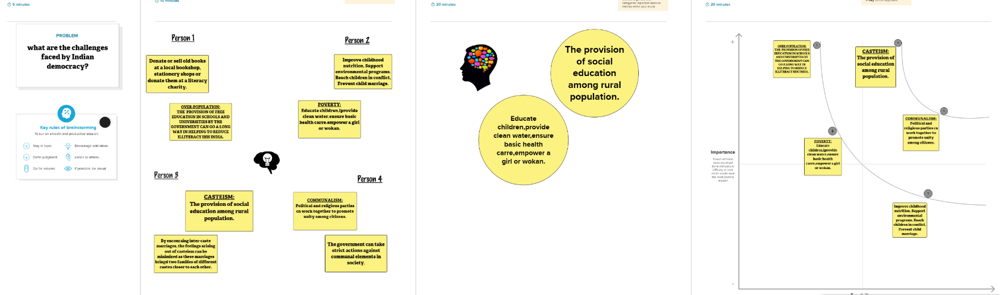 5 minutes
PROBLEM
what are the challenges
faced by Indian
democracy?
Key rules of brainstorming
To run an smooth and productive session
Stay in topic.
Encourage wild ideas.
Defer judgment.
Listen to others.
Go for volume.
If possible, be visual.
10 minutes
Person 1
Donate or sell old books
at a local bookshop,
stationery shops or
donate them at a literacy
charity.
OVER-POPULATION:
THE PROVISION OF FREE
EDUCATION IN SCHOOLS AND
UNIVERSITIES BY THE
GOVERNMENT CAN GO A LONG
WAY IN HELPING TO REDUCE
ILLITERACY IHH INDIA.
Person 2
Improve childhood
nutrition, Support
environmental programs,
Reach children in conflict,
Prevent child marriage.
POVERTY:
Educate children,lprovide
clean water,ensure basic
health carre,empower a girl
or wokan.
Person 3
CASTEISM:
The provision of social
education among rural
population.
By encouraing inter-caste
marriages, the feelings arising
out of casteism can be
minimized as these marriages
bringd two families of different
castes closer to each other.
Person 4
COMMUNALISM:
Political and religious parties
cn work together to promote
unity among citizens.
The government can take
strict actions against
communal elements in
society.
20 minutes
categorize important ideas as
themes within your mural.
The provision
of social
education
among rural
population.
Educate
children,provide
clean water,ensure
basic health
carre,empower a
girl or wokan.
20 minutes
key on the keyboard.
+
OVER POPULATION:
THE PROVISION OF FREE
EDUCATION IN SCHOOLS
AND UNIVERSITIES BY
THE GOVERNMENT CAN
GO A LONG WAY IN
HELPING TO REDUCE
ILLITERACY IHH INDIA.
1
CASTEISM:
The provision of
social education
among rural
population.
4
COMMUNALISM:
Political and
religious parties cn
work together to
promote unity
among citizens.
5
2
POVERTY:
Educate
children,lprovide
clean water,ensure
basic health
carre,empower a girl
or wokan.
Importance
If each of these
tasks could get
done without any
difficulty or cost,
which would have
the most positive
impact?
3
Improve childhood
nutrition, Support
environmental
programs, Reach
children in conflict,
Prevent child
marriage.
-